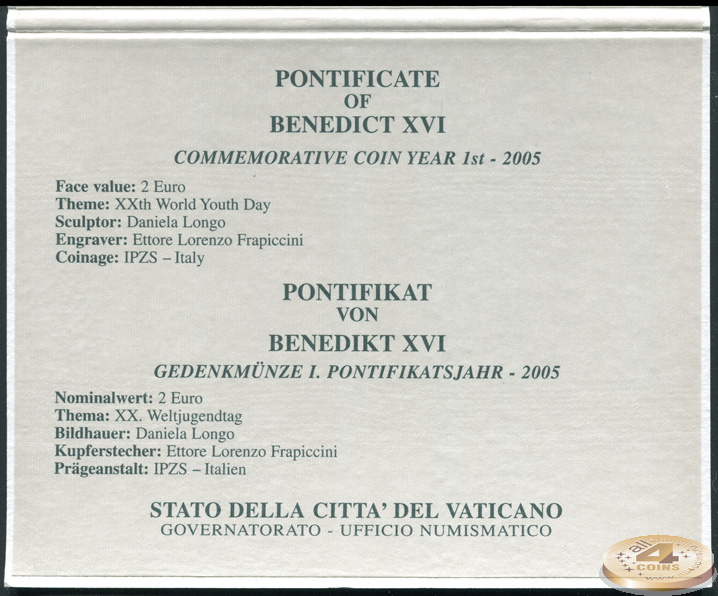 PONTIFICATE
OF
BENEDICT XVI
COMMEMORATIVE COIN YEAR 1st - 2005
Face value: 2 Euro
Theme: XXth World Youth Day
Sculptor: Daniela Longo
Engraver: Ettore Lorenzo Frapiccini
Coinage: IPZS – Italy
PONTIFIKAT
VON
BENEDIKT XVI
GEDENKMÜNZE I. PONTIFIKATSJAHR - 2005
Nominalwert: 2 Euro
Thema: XX. Weltjugendtag
Bildhauer: Daniela Longo
Kupferstecher: Ettore Lorenzo Frapiccini
Prägeanstalt: IPZS – Italien
STATO DELLA CITTA' DEL VATICANO
GOVERNATORATO - UFFICIO NUMISMATICO
all
4
COINS